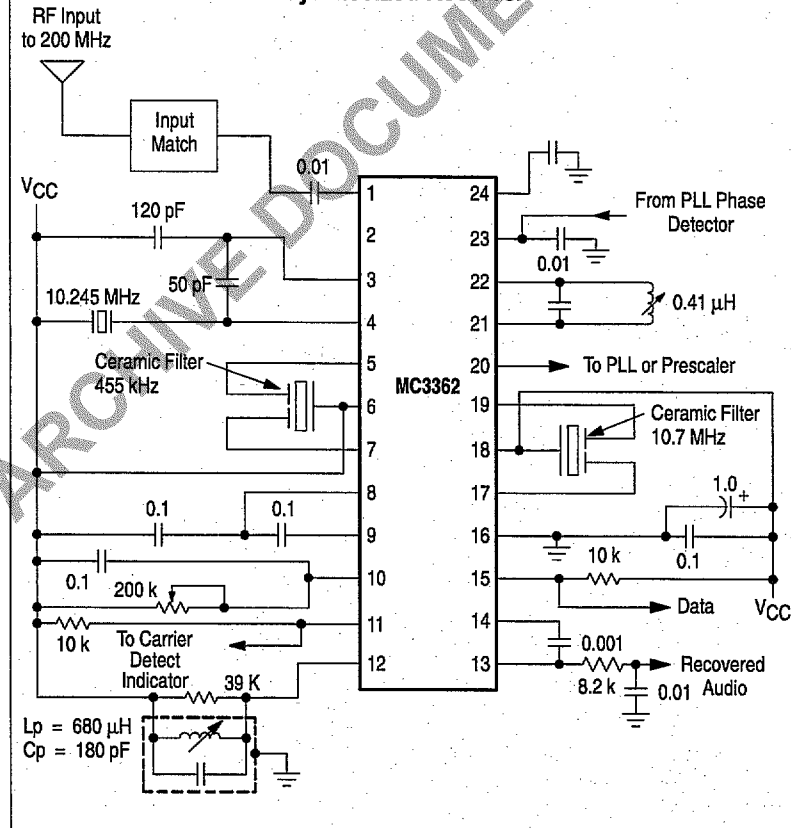 RF Input
to 200 MHz
ARCHIVE DOCUME
Input
Match
0.01
VCC
120 pF
50 pF
10.245 MHz
Ceramic Filter
455 kHz
0.1
0.1
0.1
200 k
10 k
To Carrier
Detect
Indicator
39 K
Lp = 680 μH
Cp = 180 pF
1
2
3
4
5
6
7
8
9
10
11
12
MC3362
24
23
22
21
20
19
18
17
16
15
14
13
From PLL Phase
Detector
0.01
0.41 μH
To PLL or Prescaler
Ceramic Filter
10.7 MHz
1.0
+
0.1
10 k
Data
VCC
0.001
8.2 k
0.01
Recovered
Audio